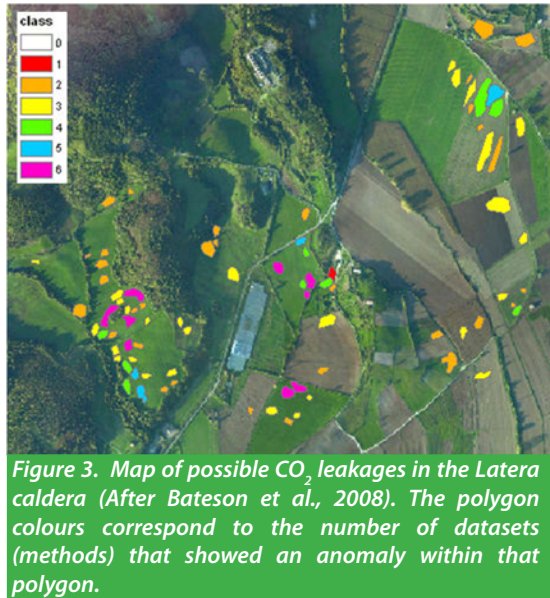 class
0
1
2
3
4
5
6
Figure 3. Map of possible CO₂ leakages in the Latera
caldera (After Bateson et al., 2008). The polygon
colours correspond to the number of datasets
(methods) that showed an anomaly within that
polygon.